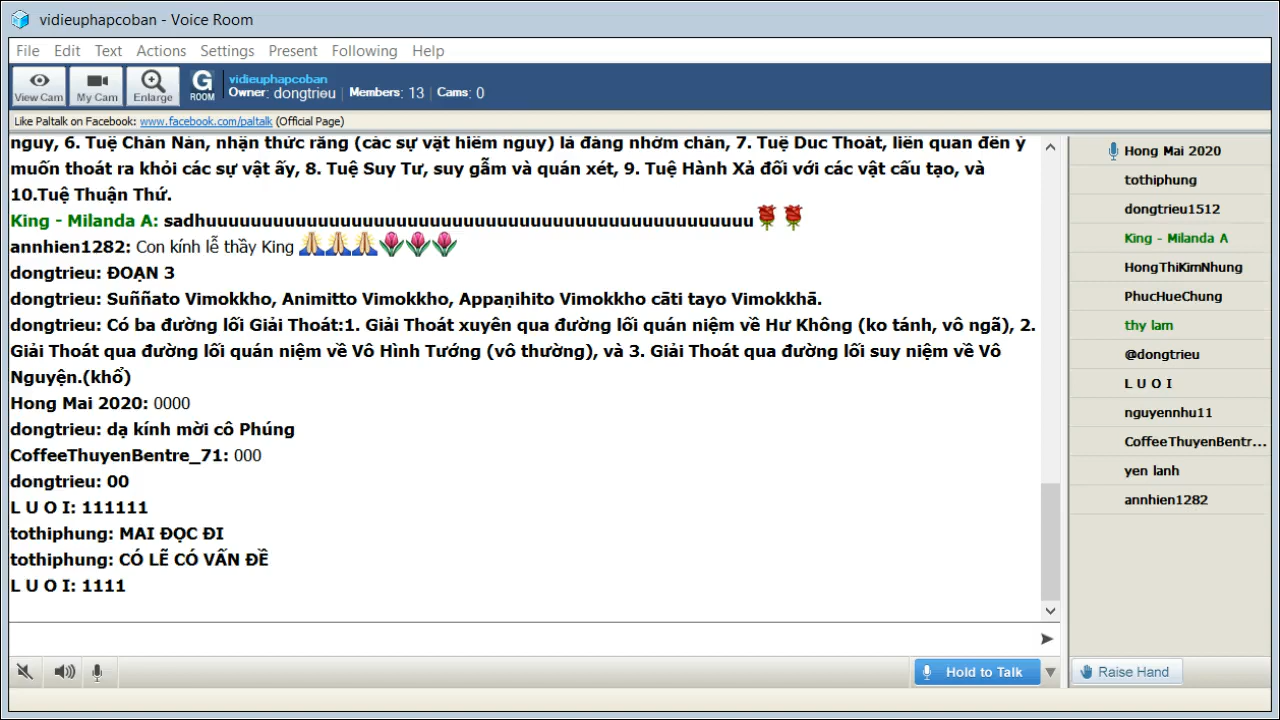 vidieuphapcoban - Voice Room
File Edit Text Actions Settings Present Following Help
View Cam My Cam Enlarge G ROOM vidieuphapcoban
Owner: dongtrieu | Members: 13 | Cams: 0
Like Paltalk on Facebook: www.facebook.com/paltalk (Official Page)
nguy, 6. Tuệ Chán Nản, nhận thức rằng (các sự vật hiểm nguy) là đáng nhờm chán, 7. Tuệ Duc Thoát, liên quan đến ý
muốn thoát ra khỏi các sự vật ấy, 8. Tuệ Suy Tư, suy gẫm và quán xét, 9. Tuệ Hành Xả đối với các vật cấu tạo, và
10.Tuệ Thuận Thứ.
King - Milanda A: sadhuuuuuuuuuuuuuuuuuuuuuuuuuuuuuuuuuuuuuuuuuuuuuuuuu
annhien1282: Con kính lễ thầy King
dongtrieu: ĐOẠN 3
dongtrieu: Suññato Vimokkho, Animitto Vimokkho, Appaṇihito Vimokkho cāti tayo Vimokkhā.
dongtrieu: Có ba đường lối Giải Thoát:1. Giải Thoát xuyên qua đường lối quán niệm về Hư Không (ko tánh, vô ngã), 2.
Giải Thoát qua đường lối quán niệm về Vô Hình Tướng (vô thường), và 3. Giải Thoát qua đường lối suy niệm về Vô
Nguyện.(khổ)
Hong Mai 2020: 0000
dongtrieu: dạ kính mời cô Phúng
CoffeeThuyenBentre_71: 000
dongtrieu: 00
L U O I: 111111
tothiphung: MAI ĐỌC ĐI
tothiphung: CÓ LẼ CÓ VẤN ĐỀ
L U O I: 1111
Hold to Talk
Hong Mai 2020
tothiphung
dongtrieu1512
King - Milanda A
HongThiKimNhung
PhucHueChung
thy lam
@dongtrieu
L U O I
nguyennhu11
CoffeeThuyenBentr...
yen lanh
annhien1282
Raise Hand